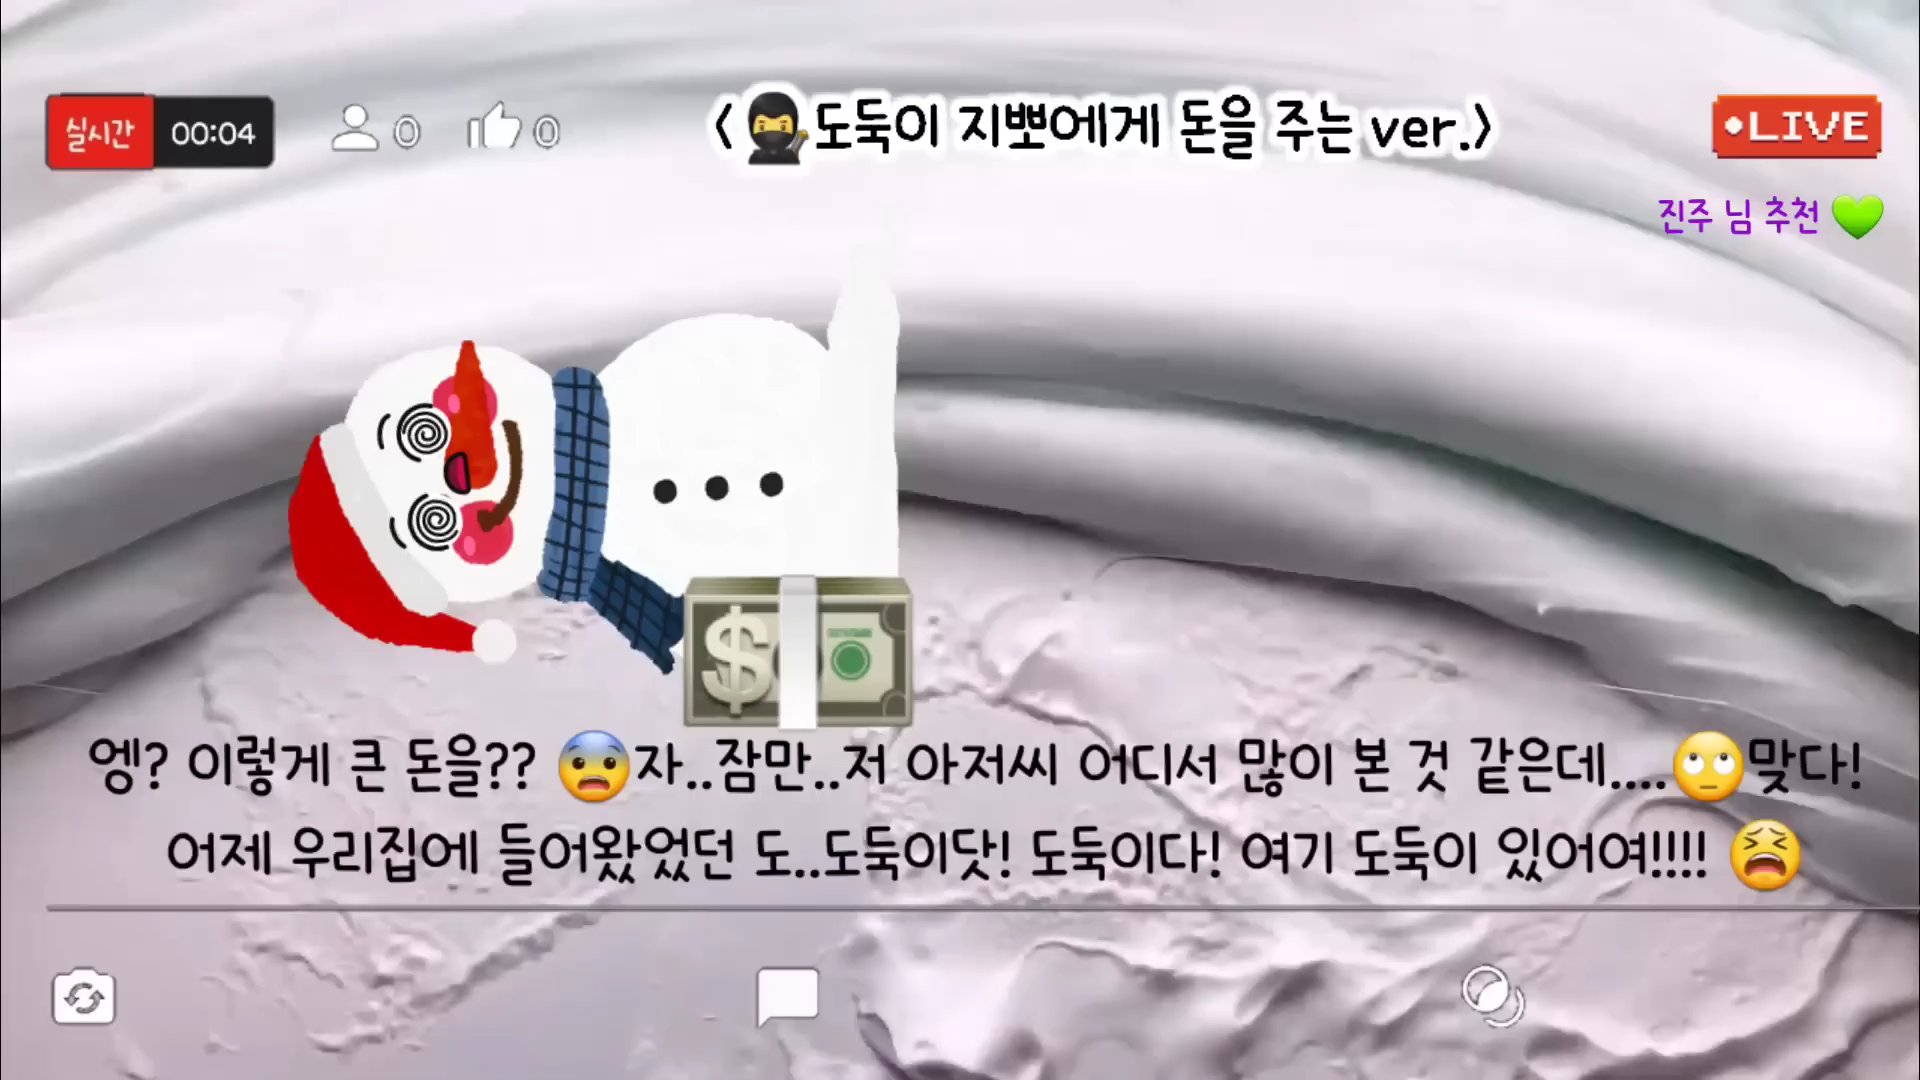 실시간 00:04 0 0
<🥷도둑이 지뽀에게 돈을 주는 ver.>
LIVE
진주 님 추천 💚
엥? 이렇게 큰 돈을?? 😨자..잠만..저 아저씨 어디서 많이 본 것 같은데....🙄맞다!
어제 우리집에 들어왔었던 도..도둑이닷! 도둑이다! 여기 도둑이 있어여!!!! 😫